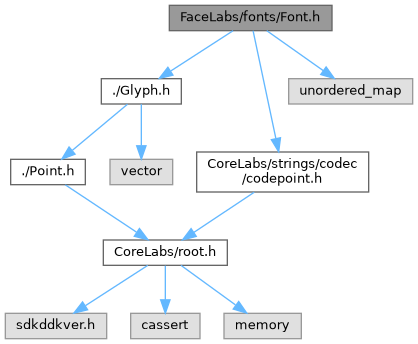 FaceLabs/fonts/Font.h
./Glyph.h
unordered_map
./Point.h
vector
CoreLabs/strings/codec
/codepoint.h
CoreLabs/root.h
sdkddkver.h
cassert
memory